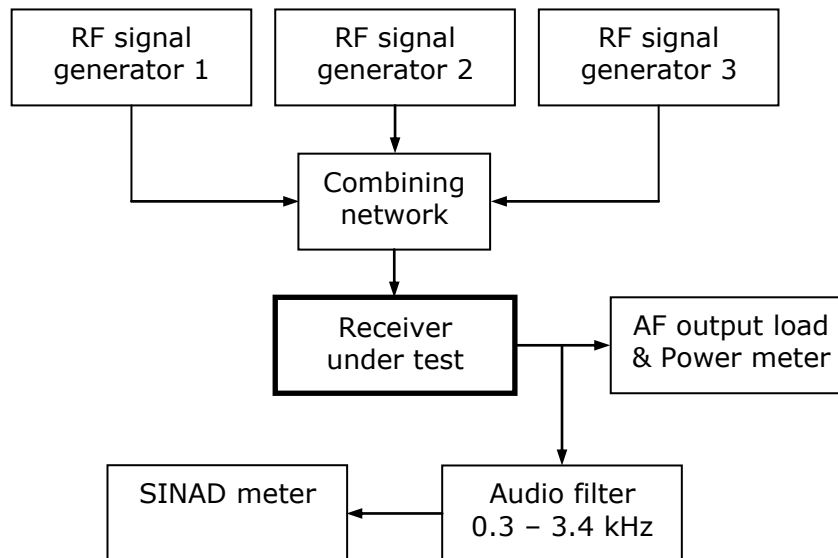 RF signal
generator 1
RF signal
generator 2
RF signal
generator 3
Combining
network
Receiver
under test
AF output load
& Power meter
SINAD meter
Audio filter
0.3 – 3.4 kHz